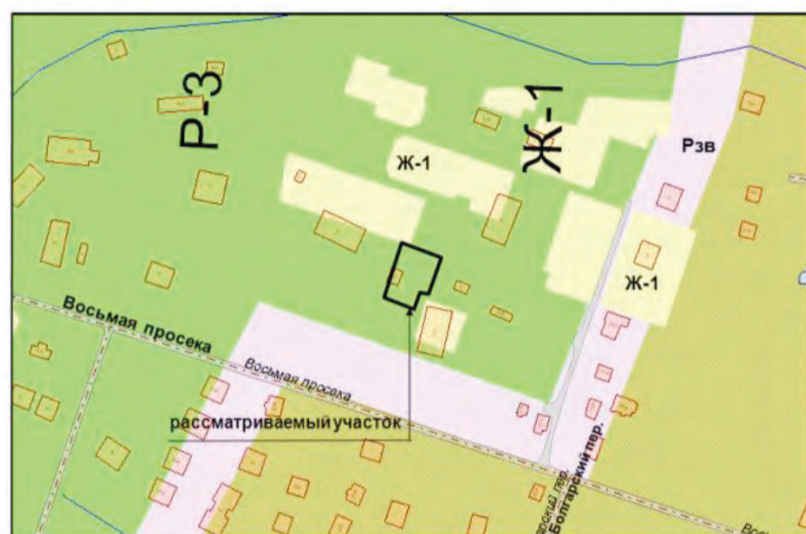 Р-3
Ж-1
Ж-1
Рзв
Ж-1
Восьмая просека
Восьмая просека
рассматриваемый участок
Болгарский пер.